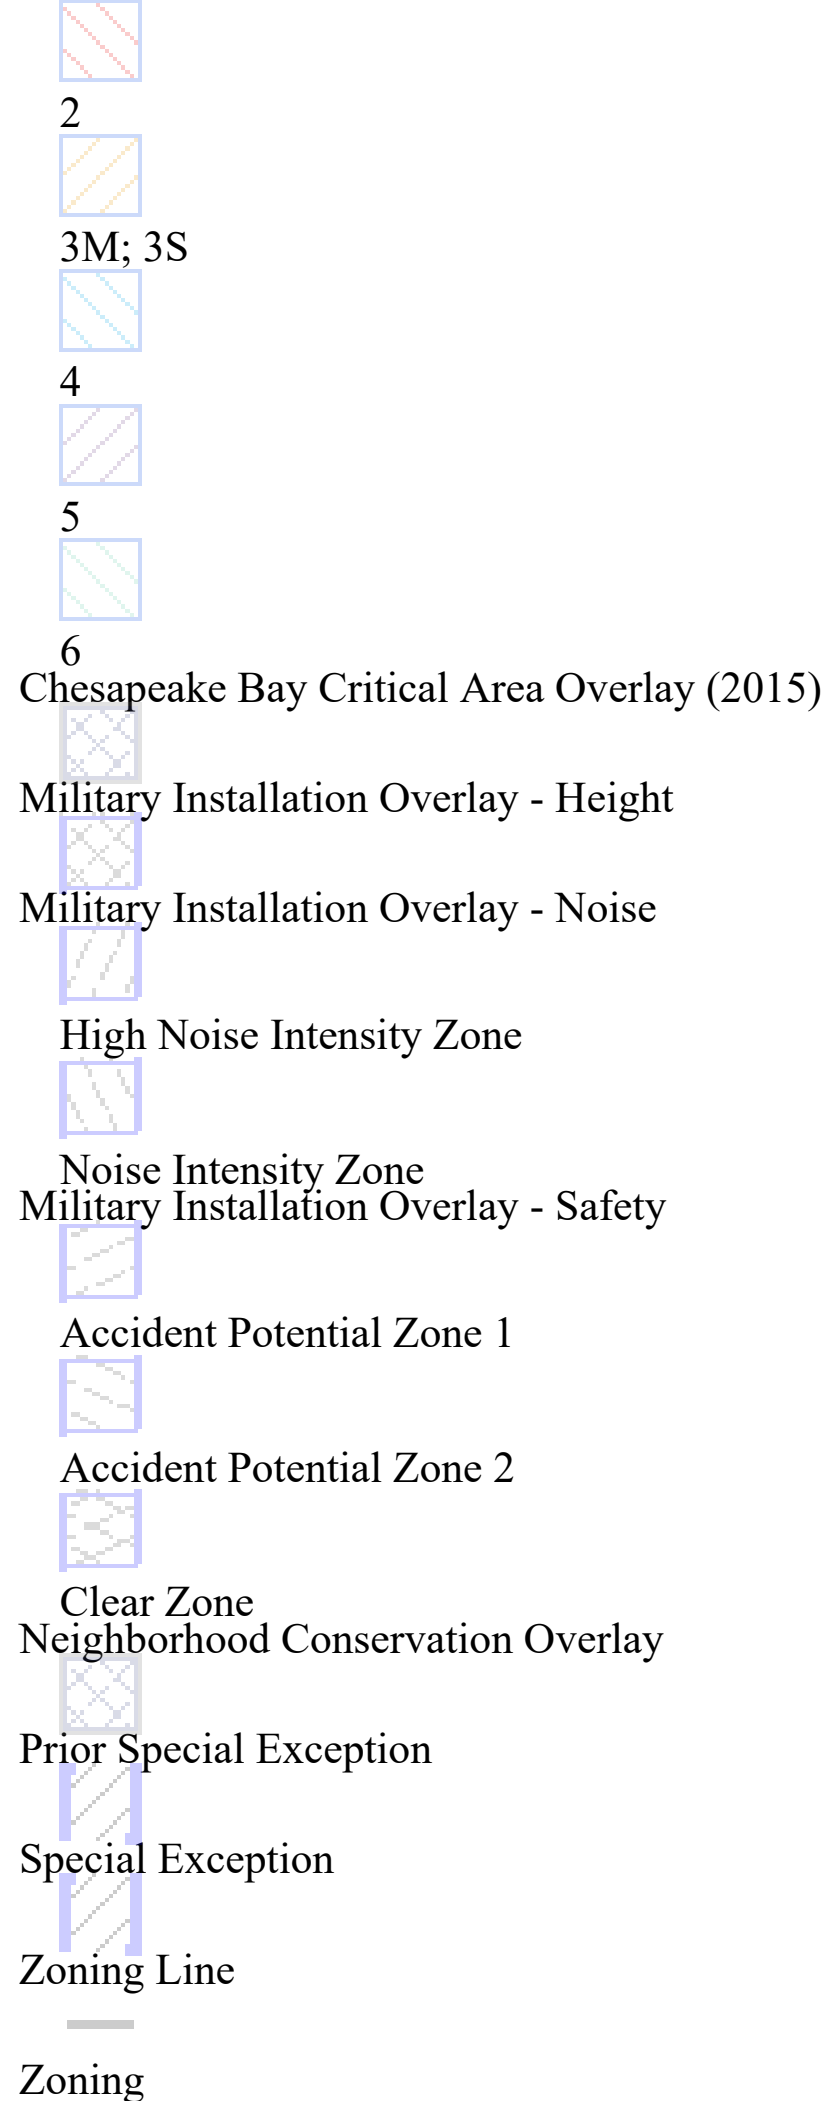 2
3M; 3S
4
5
6
Chesapeake Bay Critical Area Overlay (2015)
Military Installation Overlay - Height
Military Installation Overlay - Noise
High Noise Intensity Zone
Noise Intensity Zone
Military Installation Overlay - Safety
Accident Potential Zone 1
Accident Potential Zone 2
Clear Zone
Neighborhood Conservation Overlay
Prior Special Exception
Special Exception
Zoning Line
Zoning